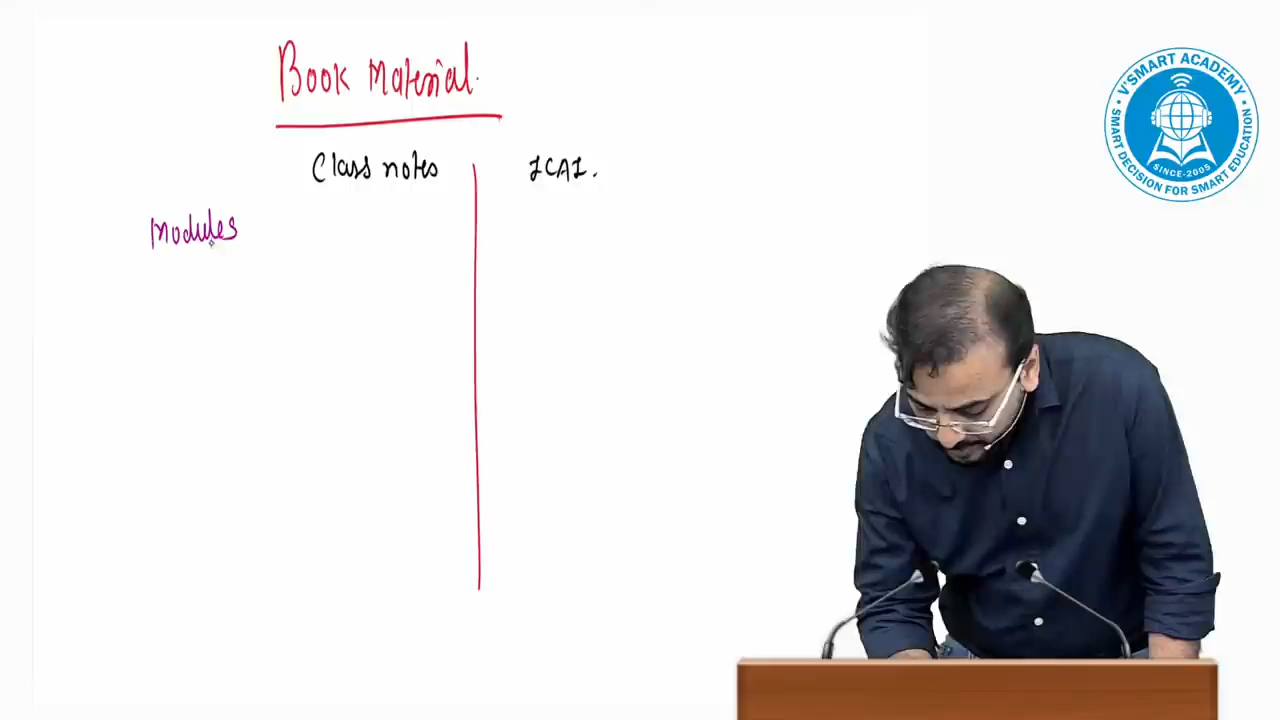 Book Material.
Class notes
ICAI.
Modules
V'SMART ACADEMY
SINCE-2005
SMART DECISION FOR SMART EDUCATION